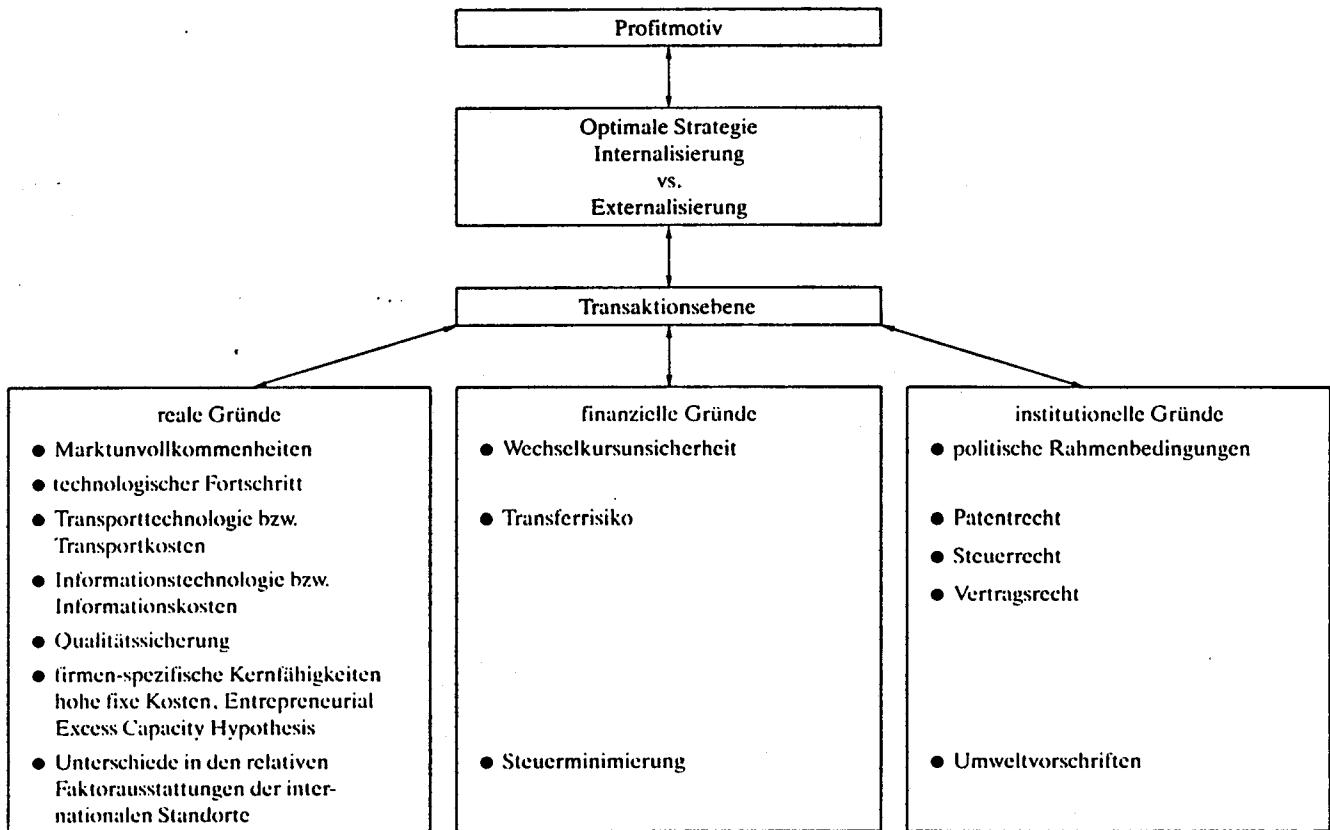 Profitmotiv
Optimale Strategie
Internalisierung
vs.
Externalisierung
Transaktionsebene
reale Gründe
● Marktunvollkommenheiten
● technologischer Fortschritt
● Transporttechnologie bzw.
Transportkosten
● Informationstechnologie bzw.
Informationskosten
● Qualitätssicherung
● firmen-spezifische Kernfähigkeiten
hohe fixe Kosten. Entrepreneurial
Excess Capacity Hypothesis
● Unterschiede in den relativen
Faktorausstattungen der inter-
nationalen Standorte
finanzielle Gründe
● Wechselkursunsicherheit
● Transferrisiko
● Steuerminimierung
institutionelle Gründe
● politische Rahmenbedingungen
● Patentrecht
● Steuerrecht
● Vertragsrecht
● Umweltvorschriften